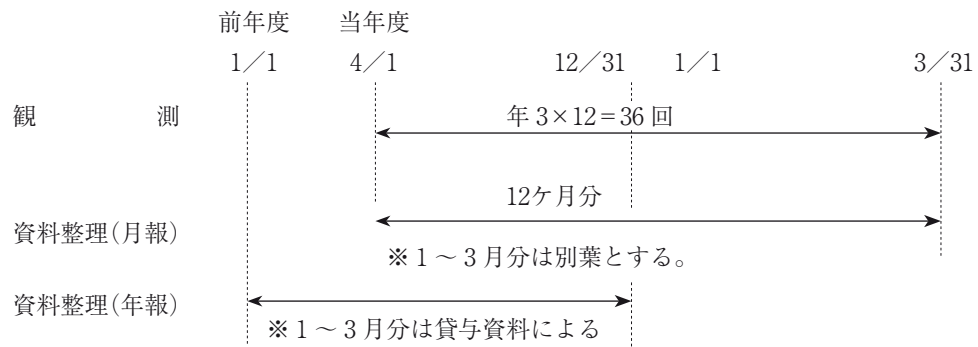 前年度　当年度
1／1　4／1　12／31　1／1　3／31
観　測　年 3×12＝36 回
12ケ月分
資料整理（月報）
※ 1 ～ 3 月分は別葉とする。
資料整理（年報）
※ 1 ～ 3 月分は貸与資料による